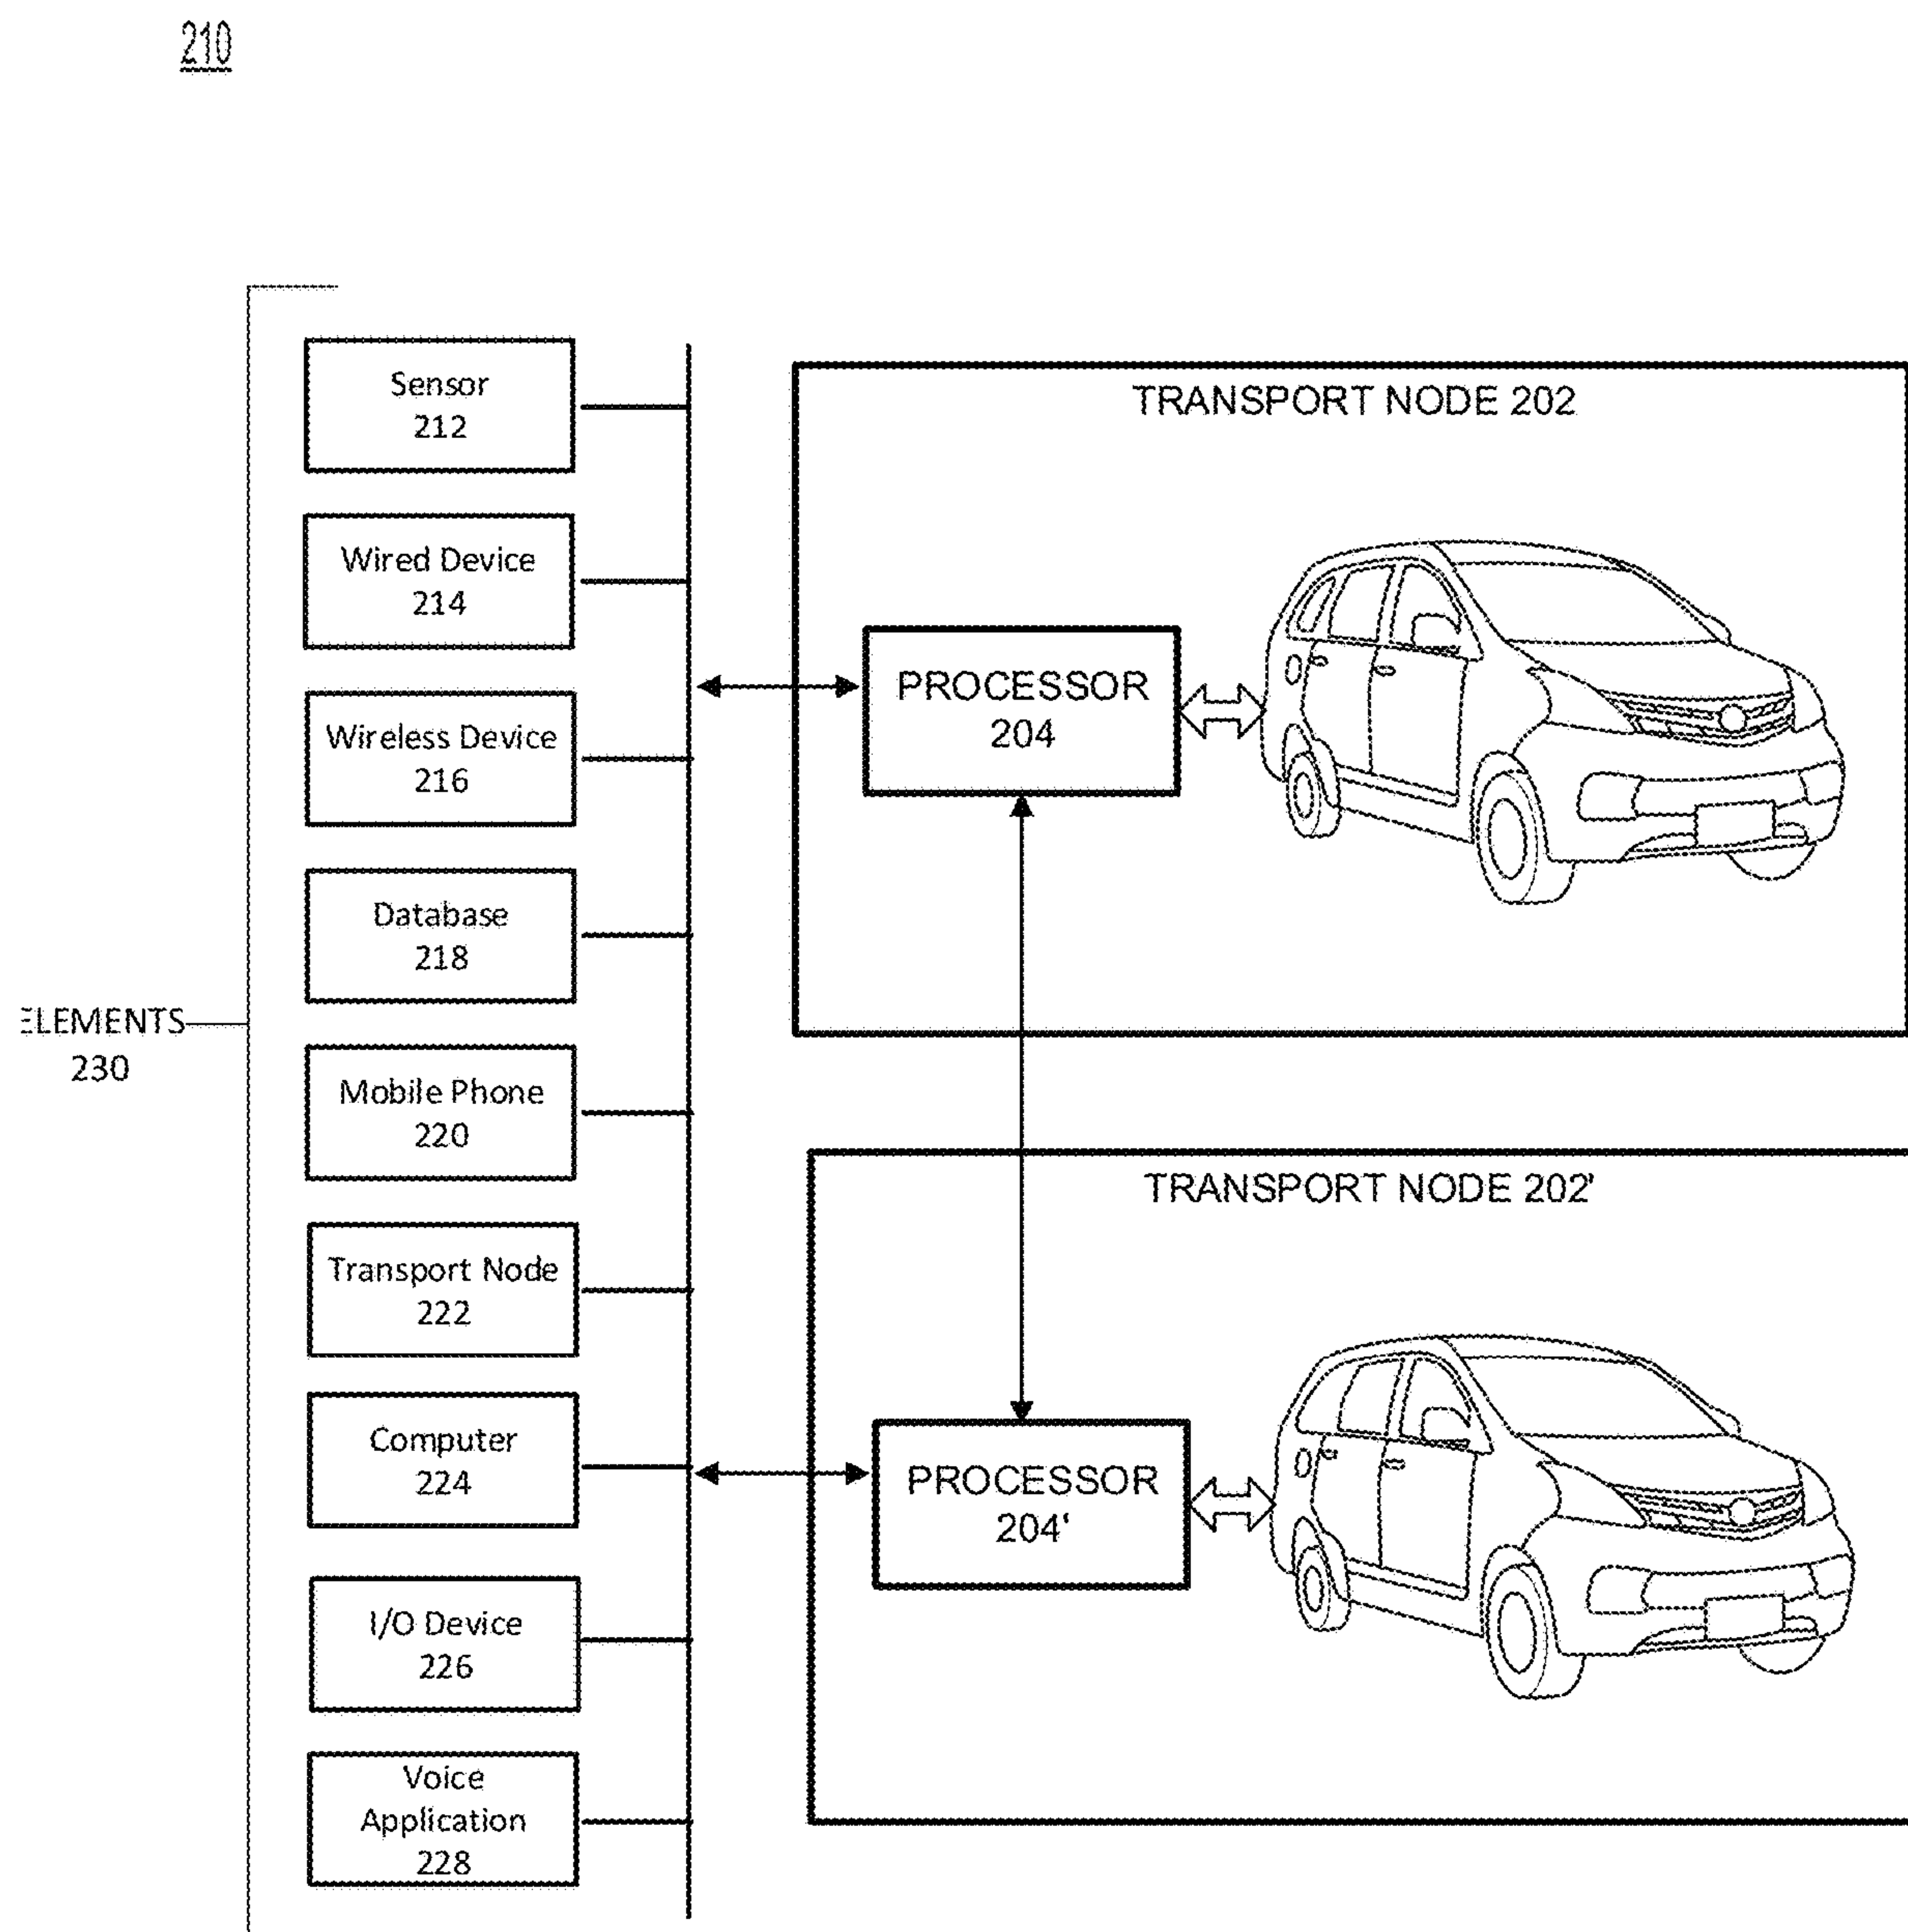 210
Sensor
212
Wired Device
214
Wireless Device
216
Database
218
Mobile Phone
220
Transport Node
222
Computer
224
I/O Device
226
Voice
Application
228
ELEMENTS
230
TRANSPORT NODE 202
PROCESSOR
204
TRANSPORT NODE 202'
PROCESSOR
204'